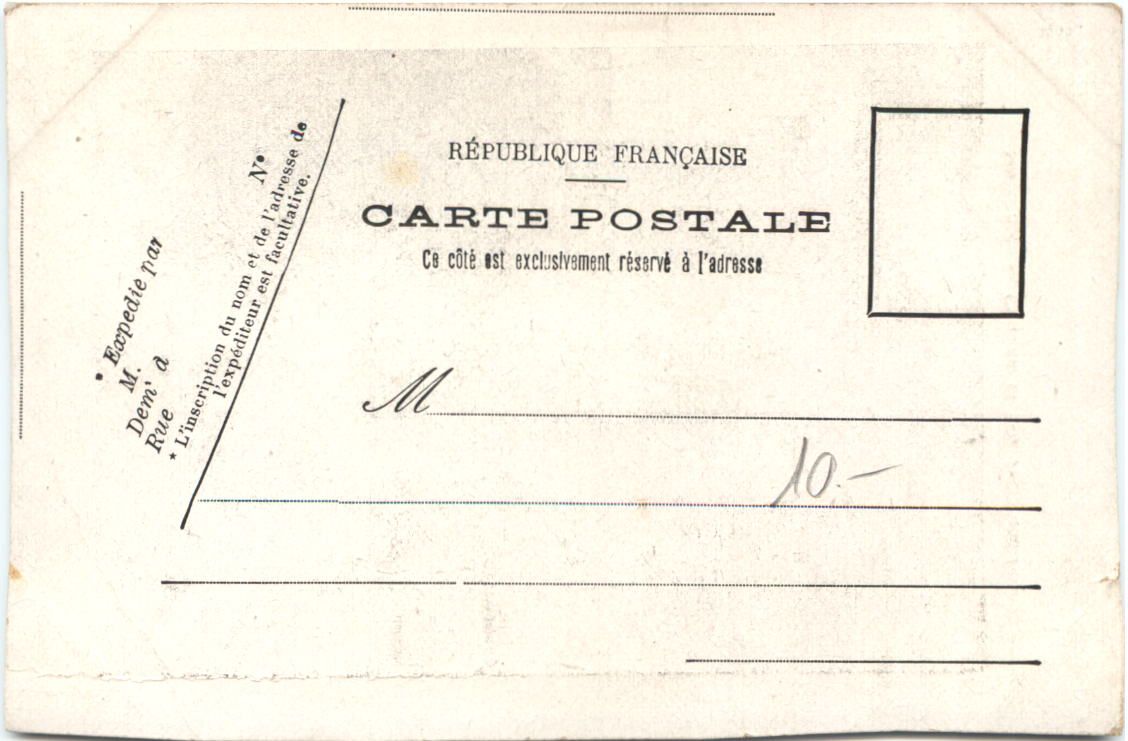 RÉPUBLIQUE FRANÇAISE
CARTE POSTALE
Ce côté est exclusivement réservé à l'adresse
* Expedie par
M.
Demt à
Rue
N°
* L'inscription du nom et de l'adresse de
l'expéditeur est facultative.
M
10.-